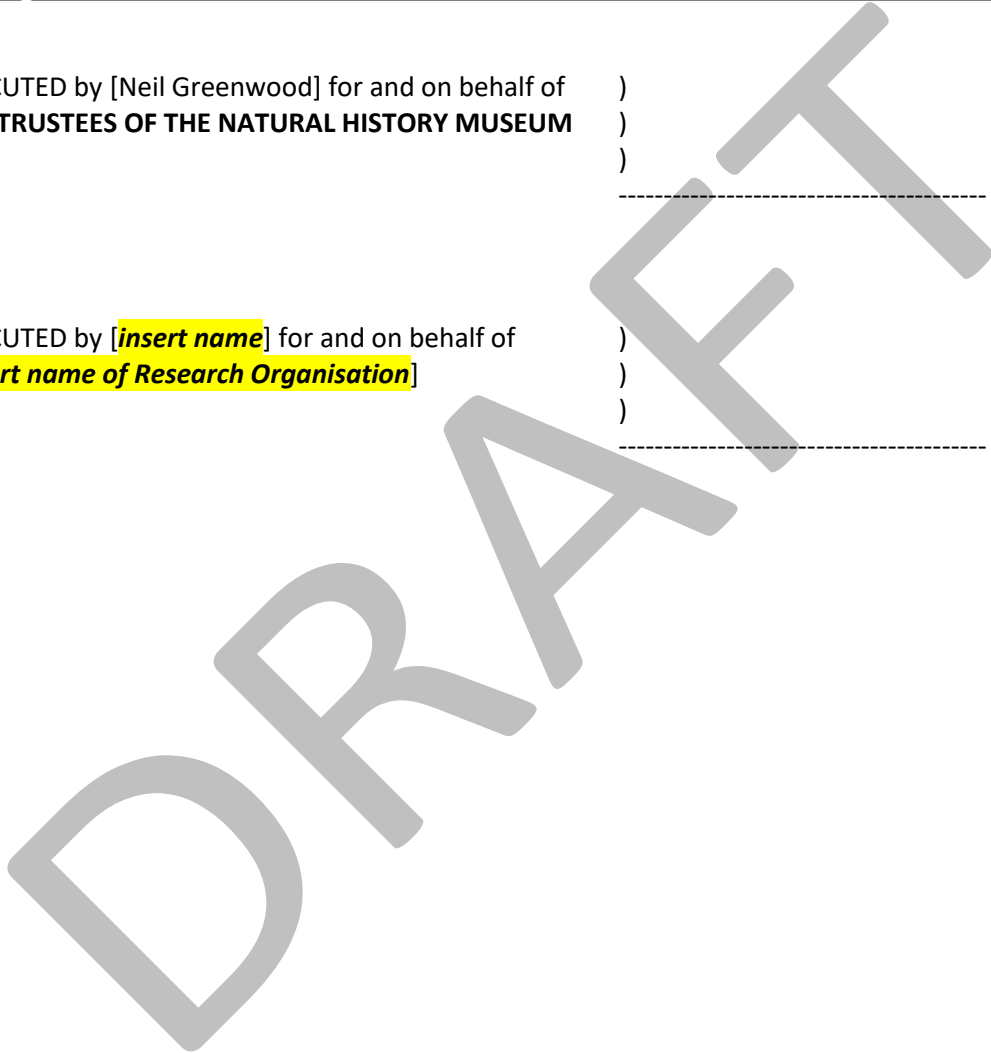 CUTED by [Neil Greenwood] for and on behalf of )
TRUSTEES OF THE NATURAL HISTORY MUSEUM )
)
-----------------------------------------
CUTED by [insert name] for and on behalf of )
rt name of Research Organisation] )
)
-----------------------------------------
DRAFT